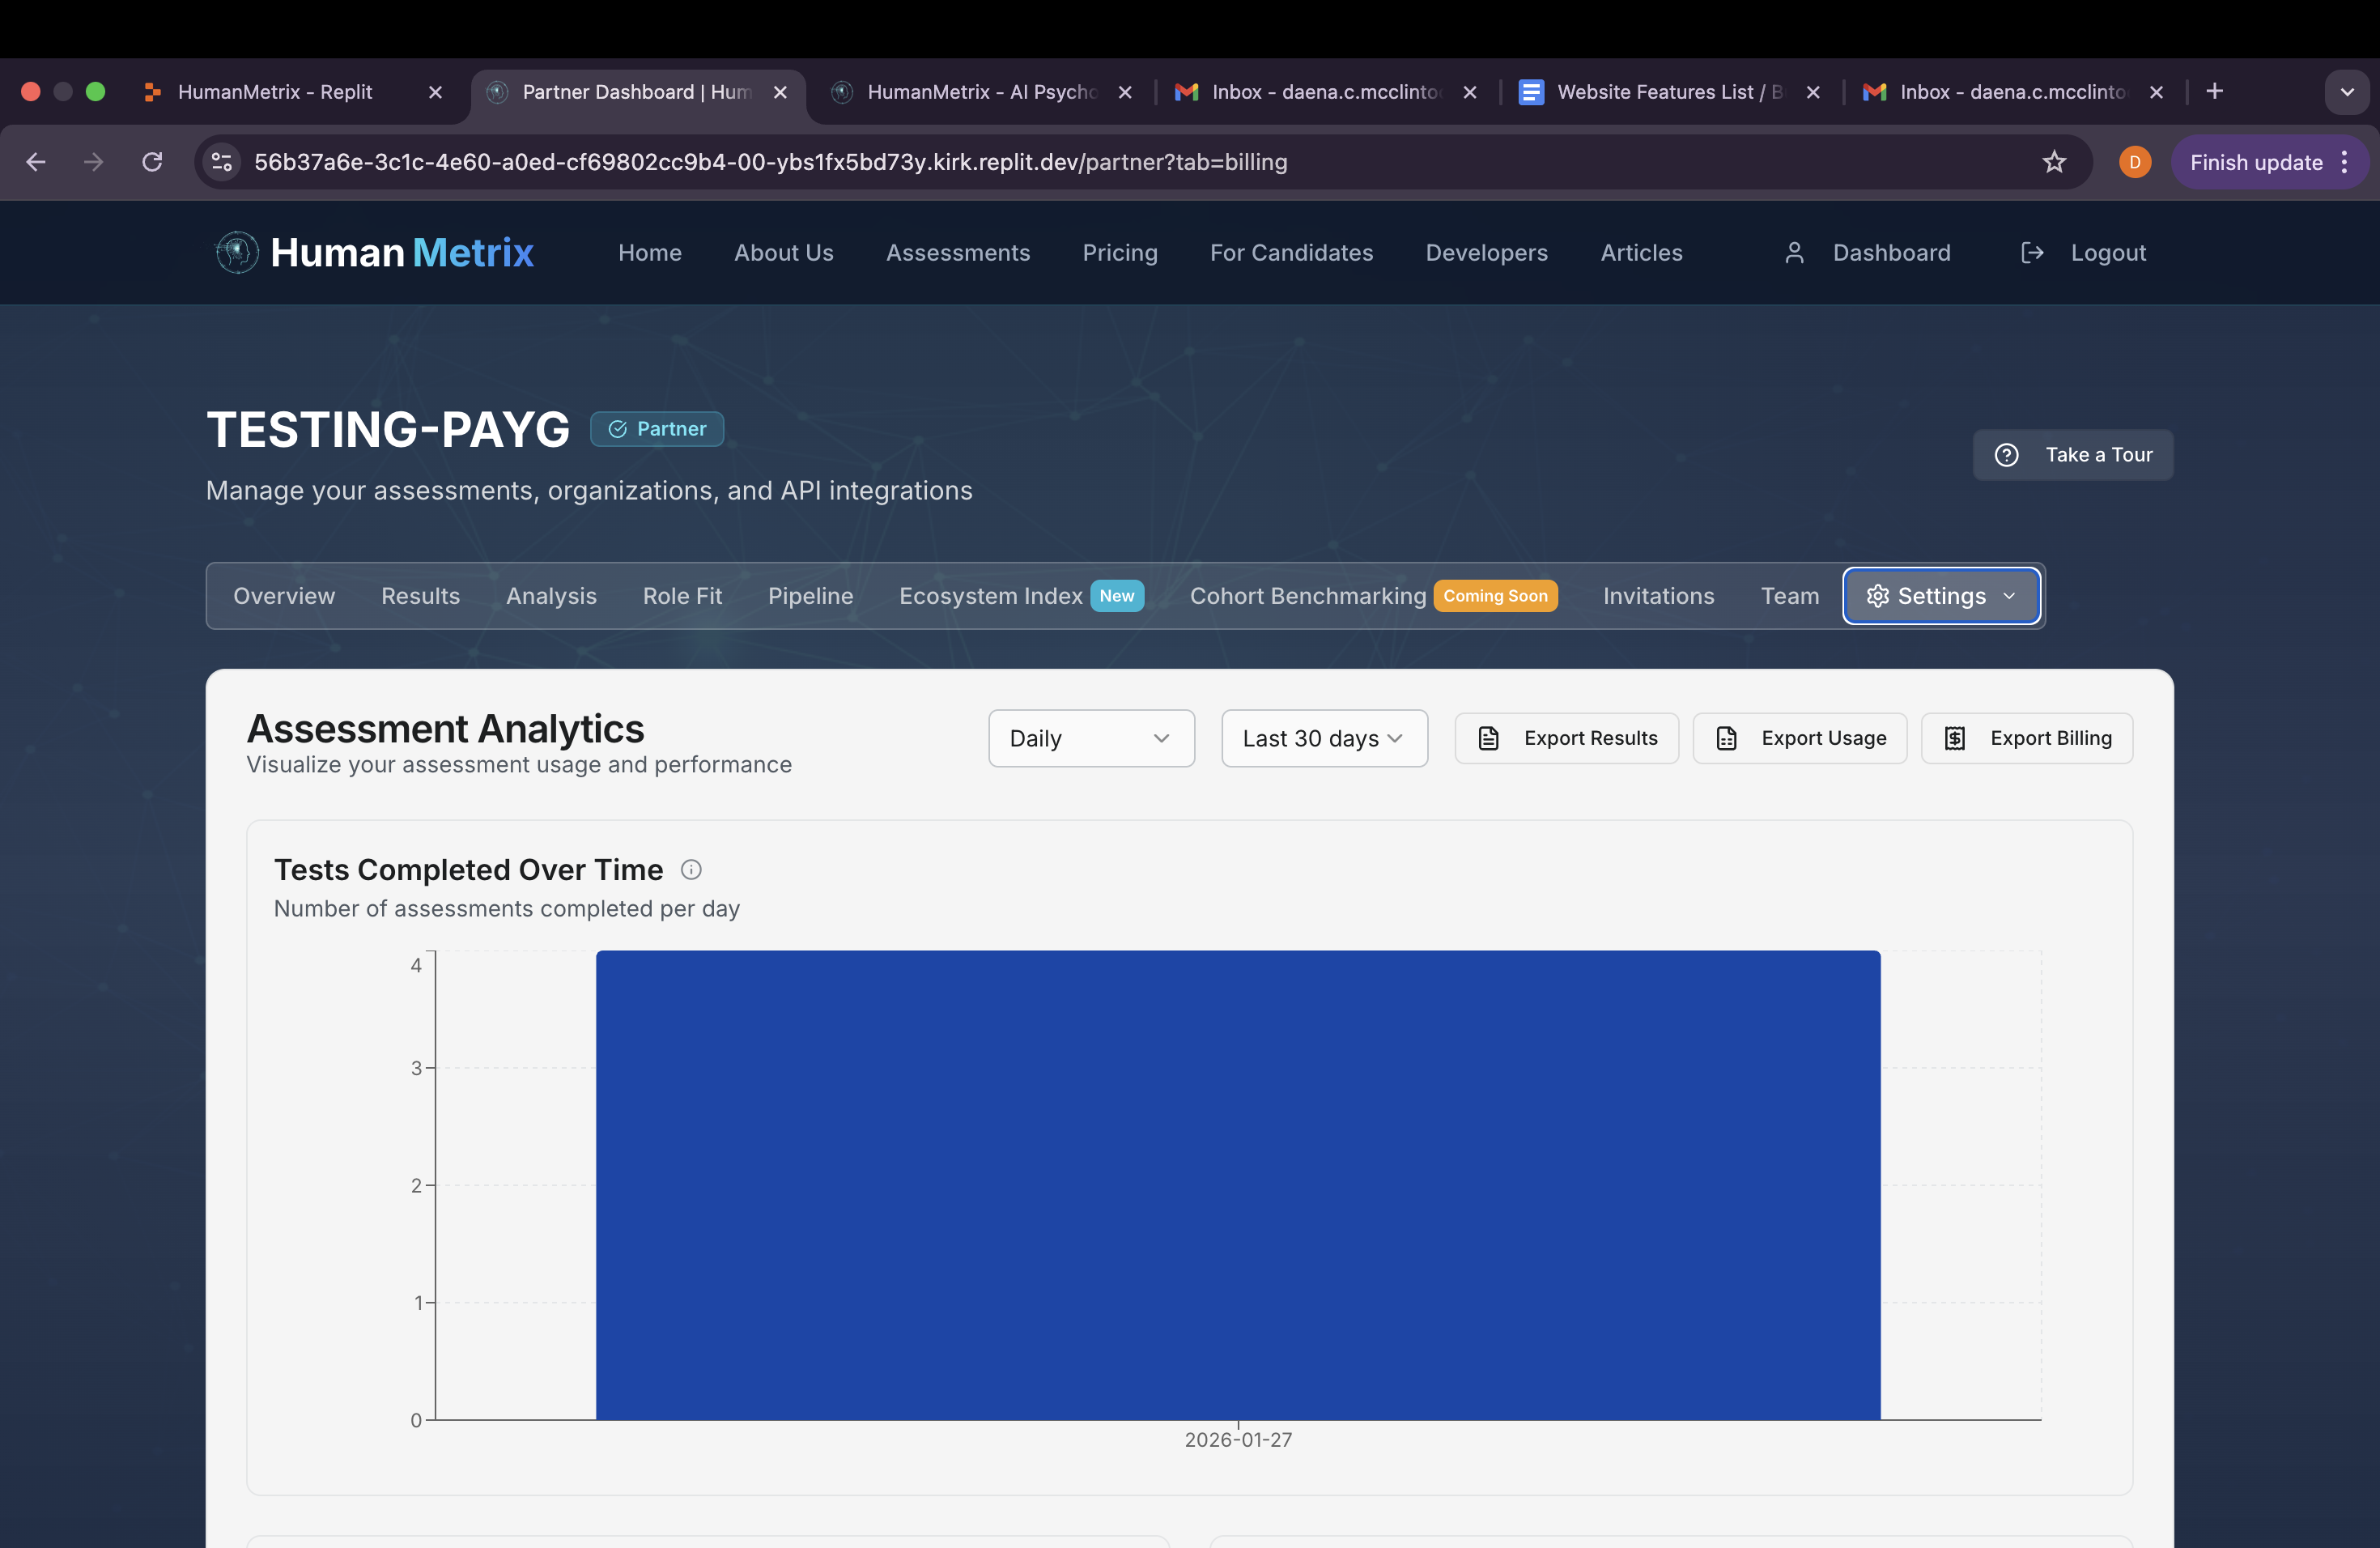 HumanMetrix - Replit
Partner Dashboard | Hum
HumanMetrix - AI Psycho
Inbox - daena.c.mcclinto
Website Features List / B
Inbox - daena.c.mcclinto
56b37a6e-3c1c-4e60-a0ed-cf69802cc9b4-00-ybs1fx5bd73y.kirk.replit.dev/partner?tab=billing
D
Finish update
HumanMetrix
Home
About Us
Assessments
Pricing
For Candidates
Developers
Articles
Dashboard
Logout
TESTING-PAYG
Partner
Manage your assessments, organizations, and API integrations
Take a Tour
Overview
Results
Analysis
Role Fit
Pipeline
Ecosystem Index New
Cohort Benchmarking Coming Soon
Invitations
Team
Settings
Assessment Analytics
Visualize your assessment usage and performance
Daily
Last 30 days
Export Results
Export Usage
Export Billing
Tests Completed Over Time
Number of assessments completed per day
4
3
2
1
0
2026-01-27